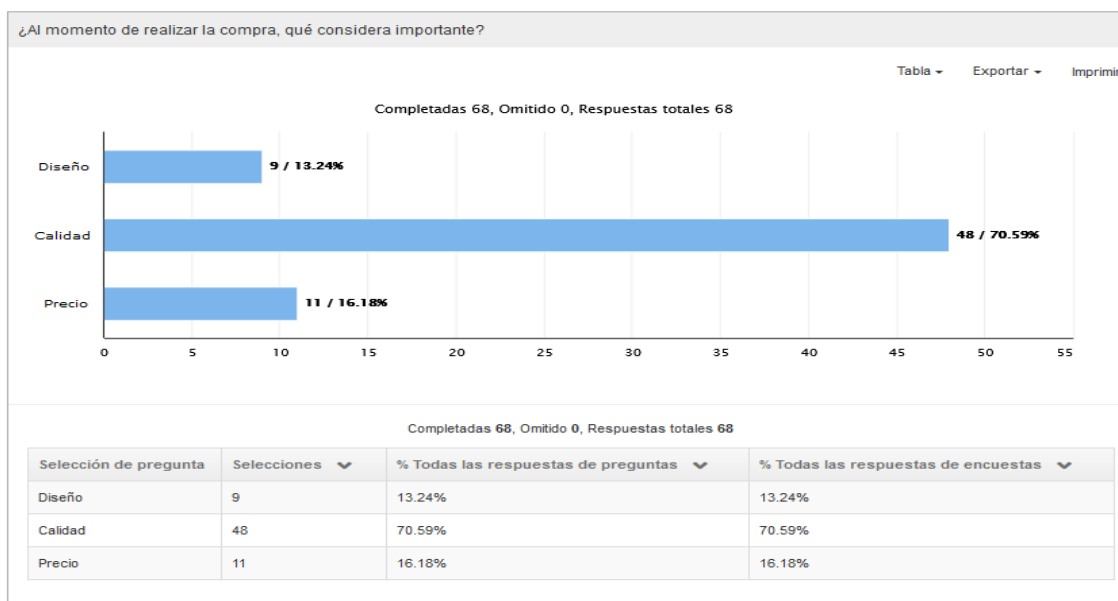 ¿Al momento de realizar la compra, qué considera importante?
Tabla Exportar Imprimir
Completadas 68, Omitido 0, Respuestas totales 68
Diseño 9 / 13.24%
Calidad 48 / 70.59%
Precio 11 / 16.18%
0 5 10 15 20 25 30 35 40 45 50 55
Completadas 68, Omitido 0, Respuestas totales 68
Selección de pregunta Selecciones % Todas las respuestas de preguntas % Todas las respuestas de encuestas
Diseño 9 13.24% 13.24%
Calidad 48 70.59% 70.59%
Precio 11 16.18% 16.18%